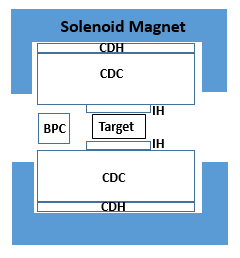 Solenoid Magnet
CDH
CDC
IH
BPC
Target
IH
CDC
CDH